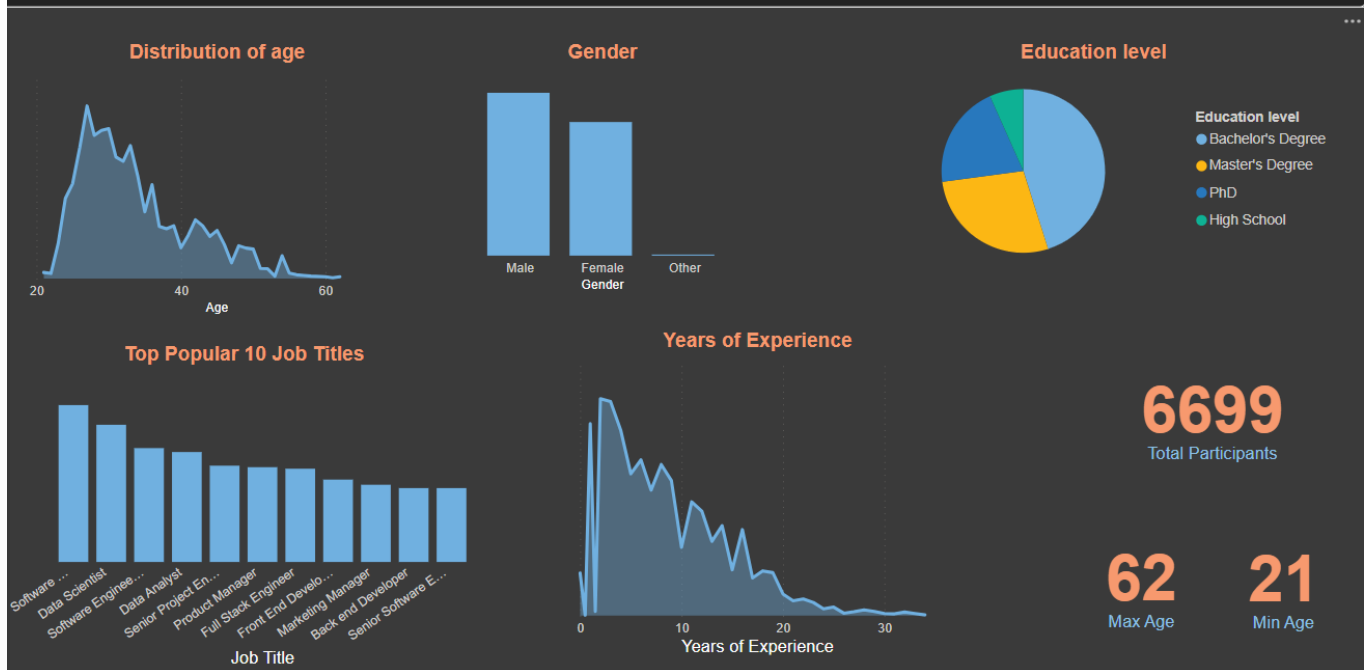 Distribution of age
20
40
60
Age
Gender
Male
Female
Other
Gender
Education level
Education level
Bachelor's Degree
Master's Degree
PhD
High School
Top Popular 10 Job Titles
Software ...
Data Scientist
Software Enginee...
Data Analyst
Senior Project En...
Product Manager
Full Stack Engineer
Front End Develo...
Marketing Manager
Back end Developer
Senior Software E...
Job Title
Years of Experience
0
10
20
30
Years of Experience
6699
Total Participants
62
Max Age
21
Min Age